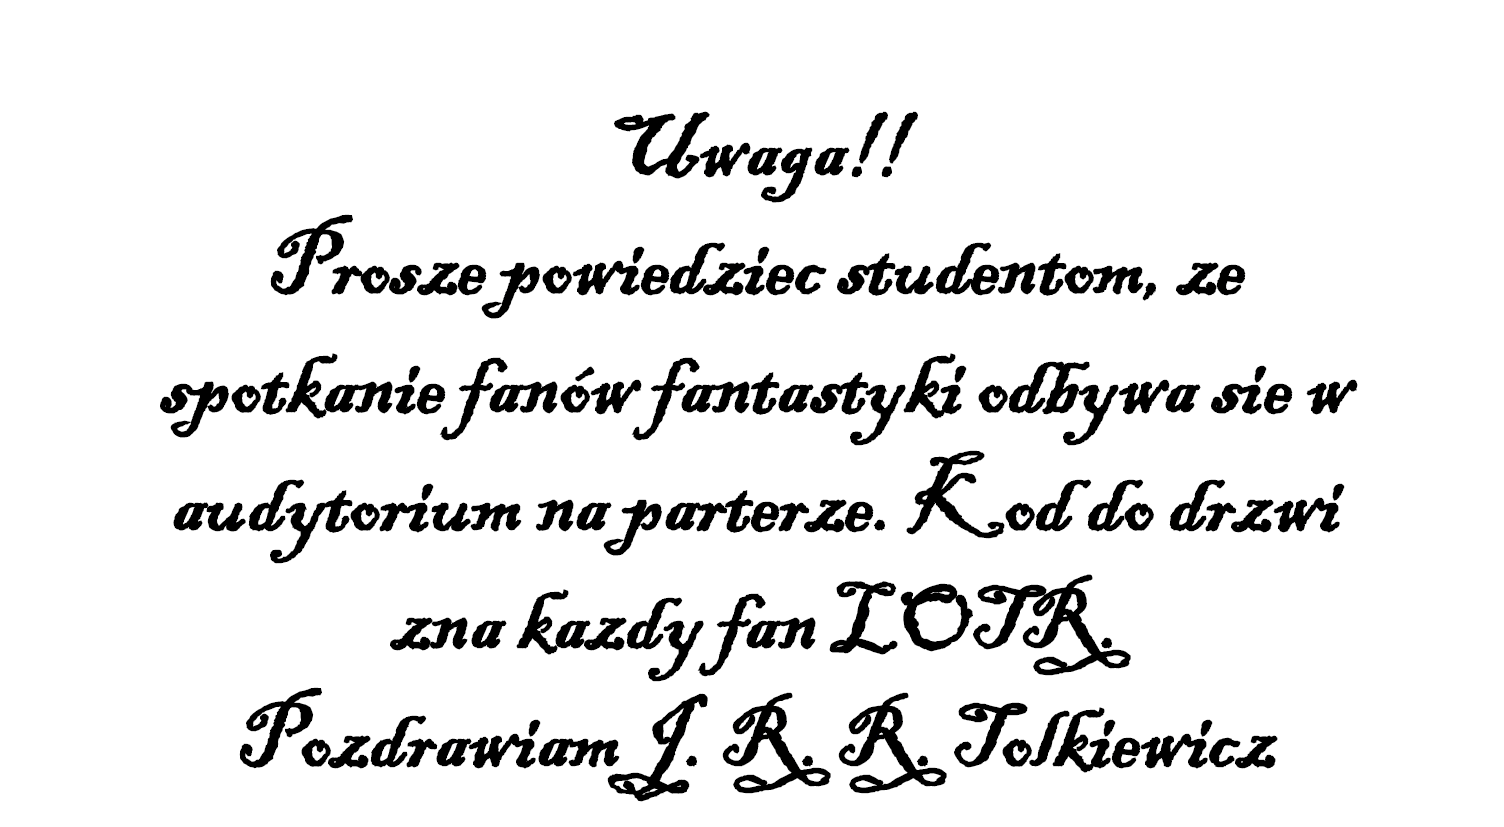 Uwaga!!
Prosze powiedziec studentom, ze
spotkanie fanów fantastyki odbywa sie w
audytorium na parterze. Kod do drzwi
zna kazdy fan LOTR.
Pozdrawiam J. R. R. Tolkiewicz